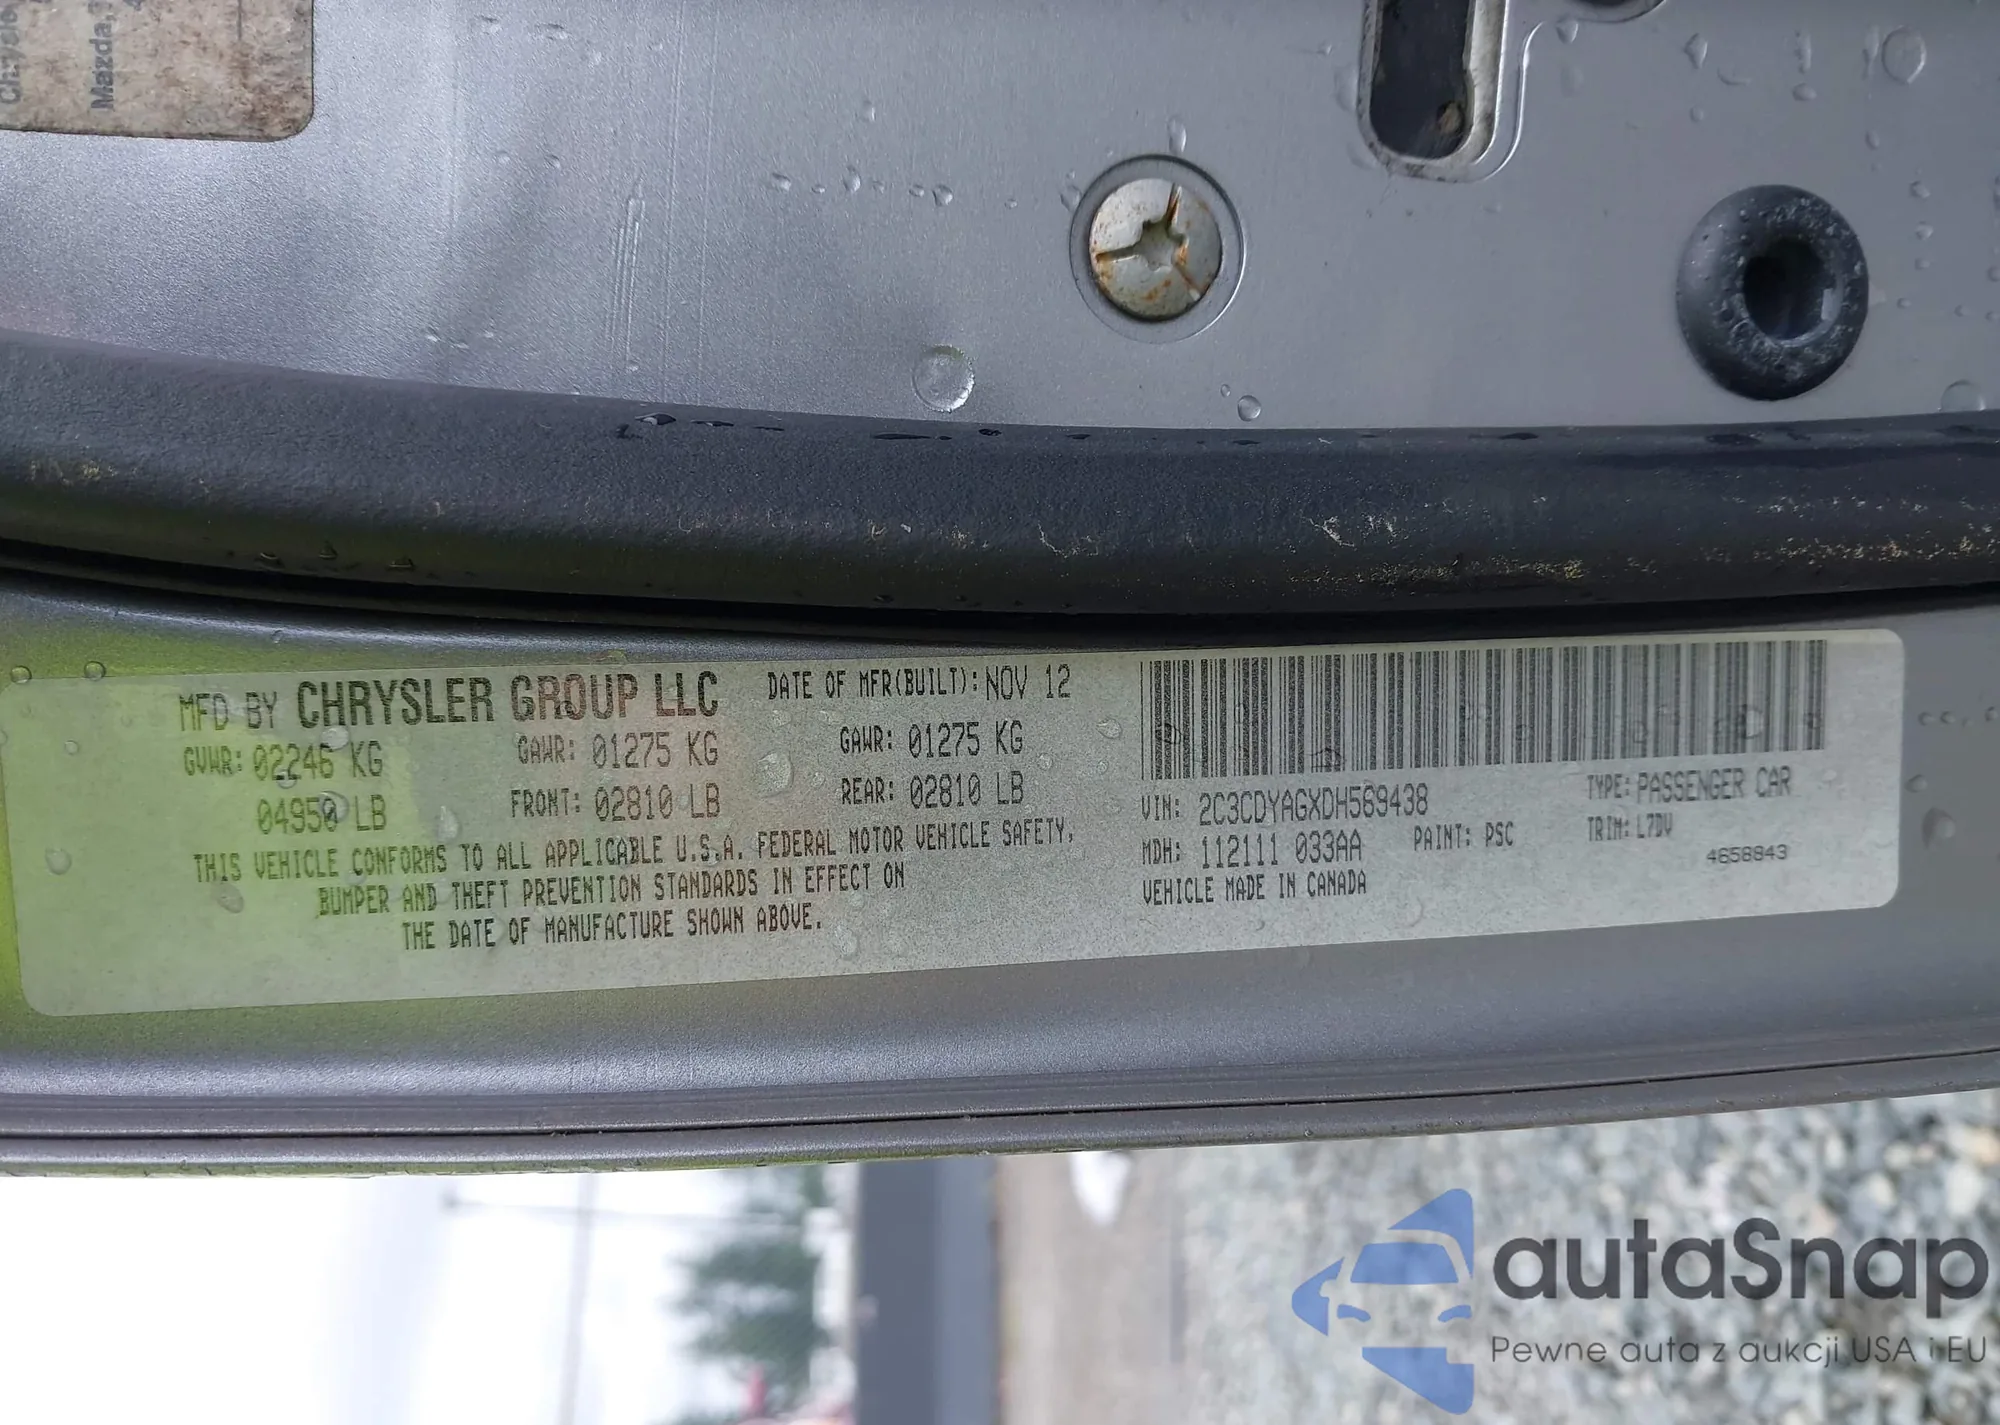 Chrysler
Mazda,
MFD BY CHRYSLER GROUP LLC
DATE OF MFR(BUILT): NOV 12
GVWR: 02246 KG
GAWR: 01275 KG
GAWR: 01275 KG
04950 LB
FRONT: 02810 LB
REAR: 02810 LB
THIS VEHICLE CONFORMS TO ALL APPLICABLE U.S.A. FEDERAL MOTOR VEHICLE SAFETY,
BUMPER AND THEFT PREVENTION STANDARDS IN EFFECT ON
THE DATE OF MANUFACTURE SHOWN ABOVE.
VIN: 2C3CDYAGXDH569438
TYPE: PASSENGER CAR
MDH: 112111 033AA
PAINT: PSC
TRIM: L7DV
VEHICLE MADE IN CANADA
4658843
autaSnap
Pewne auta z aukcji USA i EU